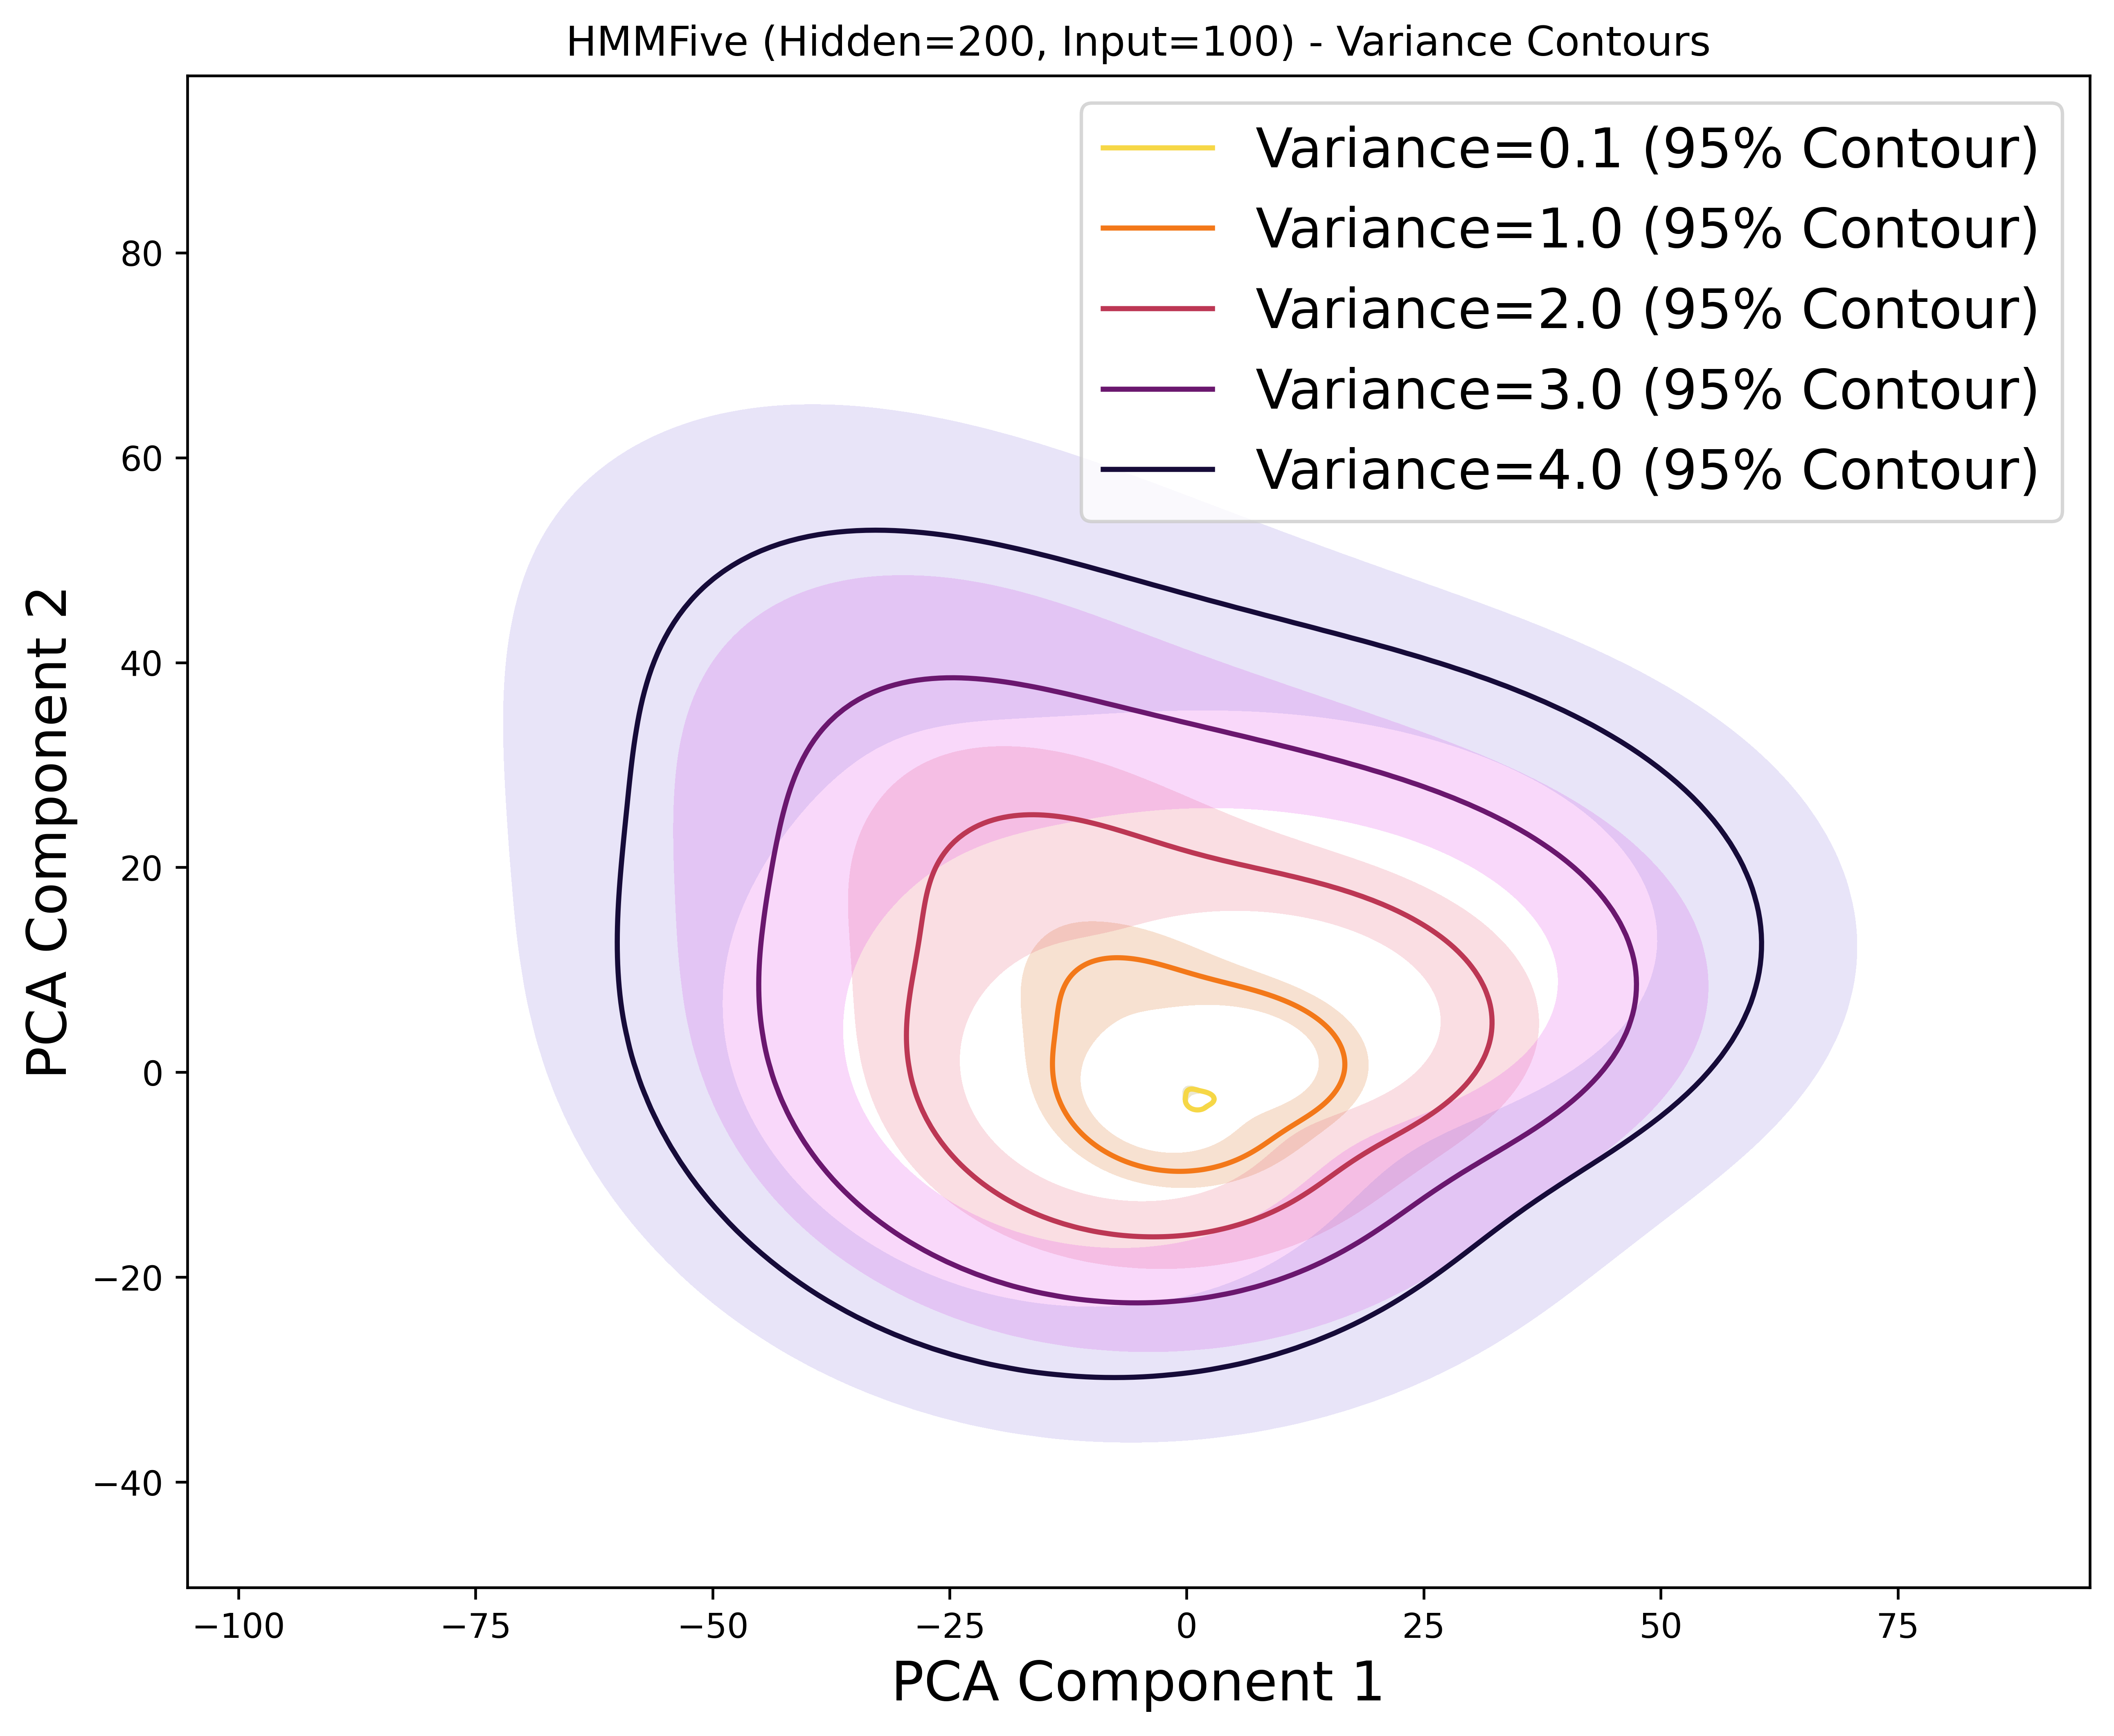 HMMFive (Hidden=200, Input=100) - Variance Contours
Variance=0.1 (95% Contour)
Variance=1.0 (95% Contour)
Variance=2.0 (95% Contour)
Variance=3.0 (95% Contour)
Variance=4.0 (95% Contour)
PCA Component 2
80
60
40
20
0
−20
−40
−100
−75
−50
−25
0
25
50
75
PCA Component 1